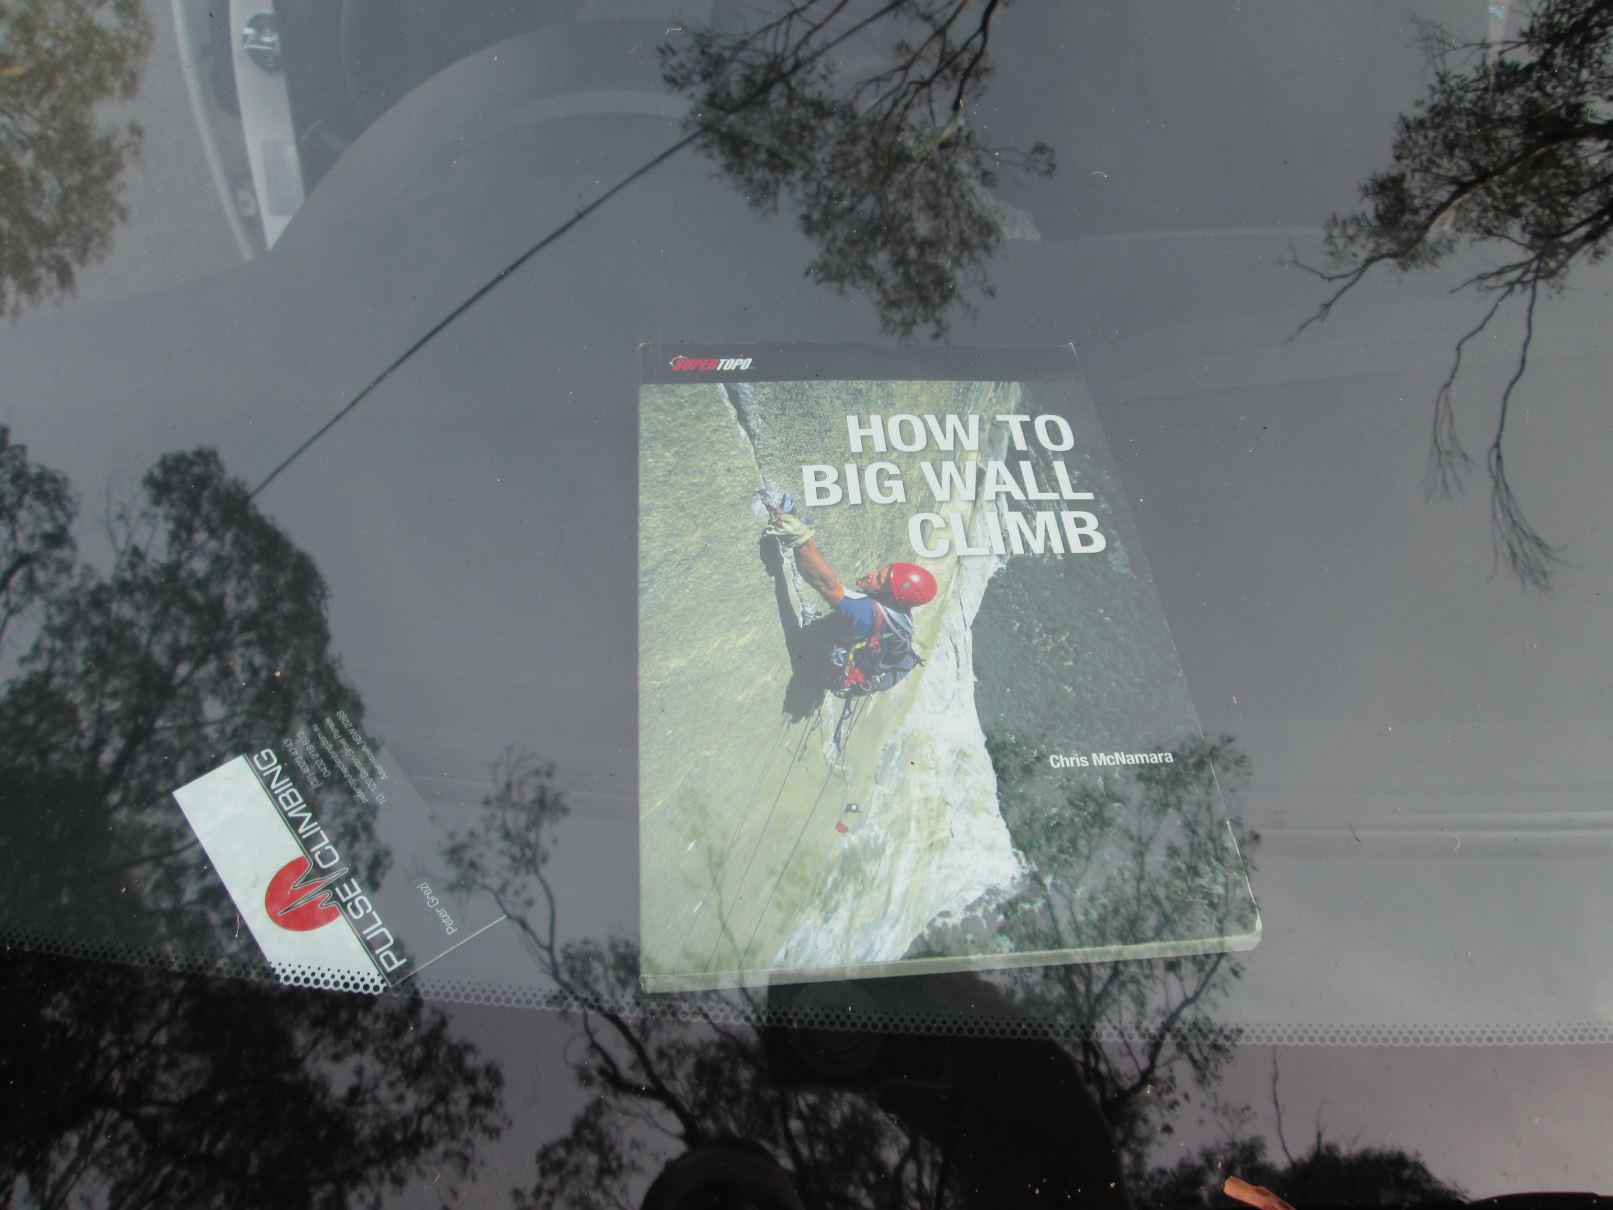 SUPERTOPO
HOW TO
BIG WALL
CLIMB
Chris McNamara
PULSE CLIMBING
Peter Grezl